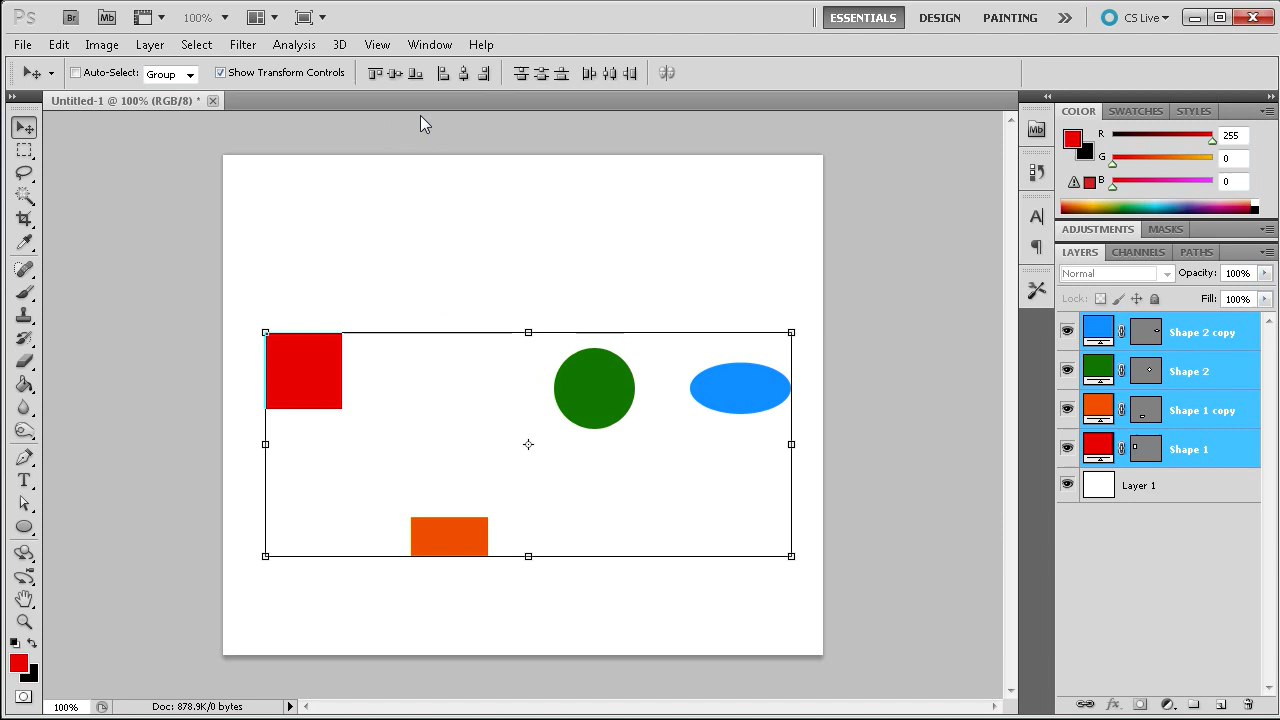 Ps Br Mb 100% ESSENTIALS DESIGN PAINTING CS Live
File Edit Image Layer Select Filter Analysis 3D View Window Help
Auto-Select: Group Show Transform Controls
Untitled-1 @ 100% (RGB/8) *
COLOR SWATCHES STYLES
Mb
R 255
G 0
B 0
A
ADJUSTMENTS MASKS
LAYERS CHANNELS PATHS
Normal Opacity: 100%
Lock: Fill: 100%
Shape 2 copy
Shape 2
Shape 1 copy
Shape 1
Layer 1
T
100% Doc: 878.9K/0 bytes
fx